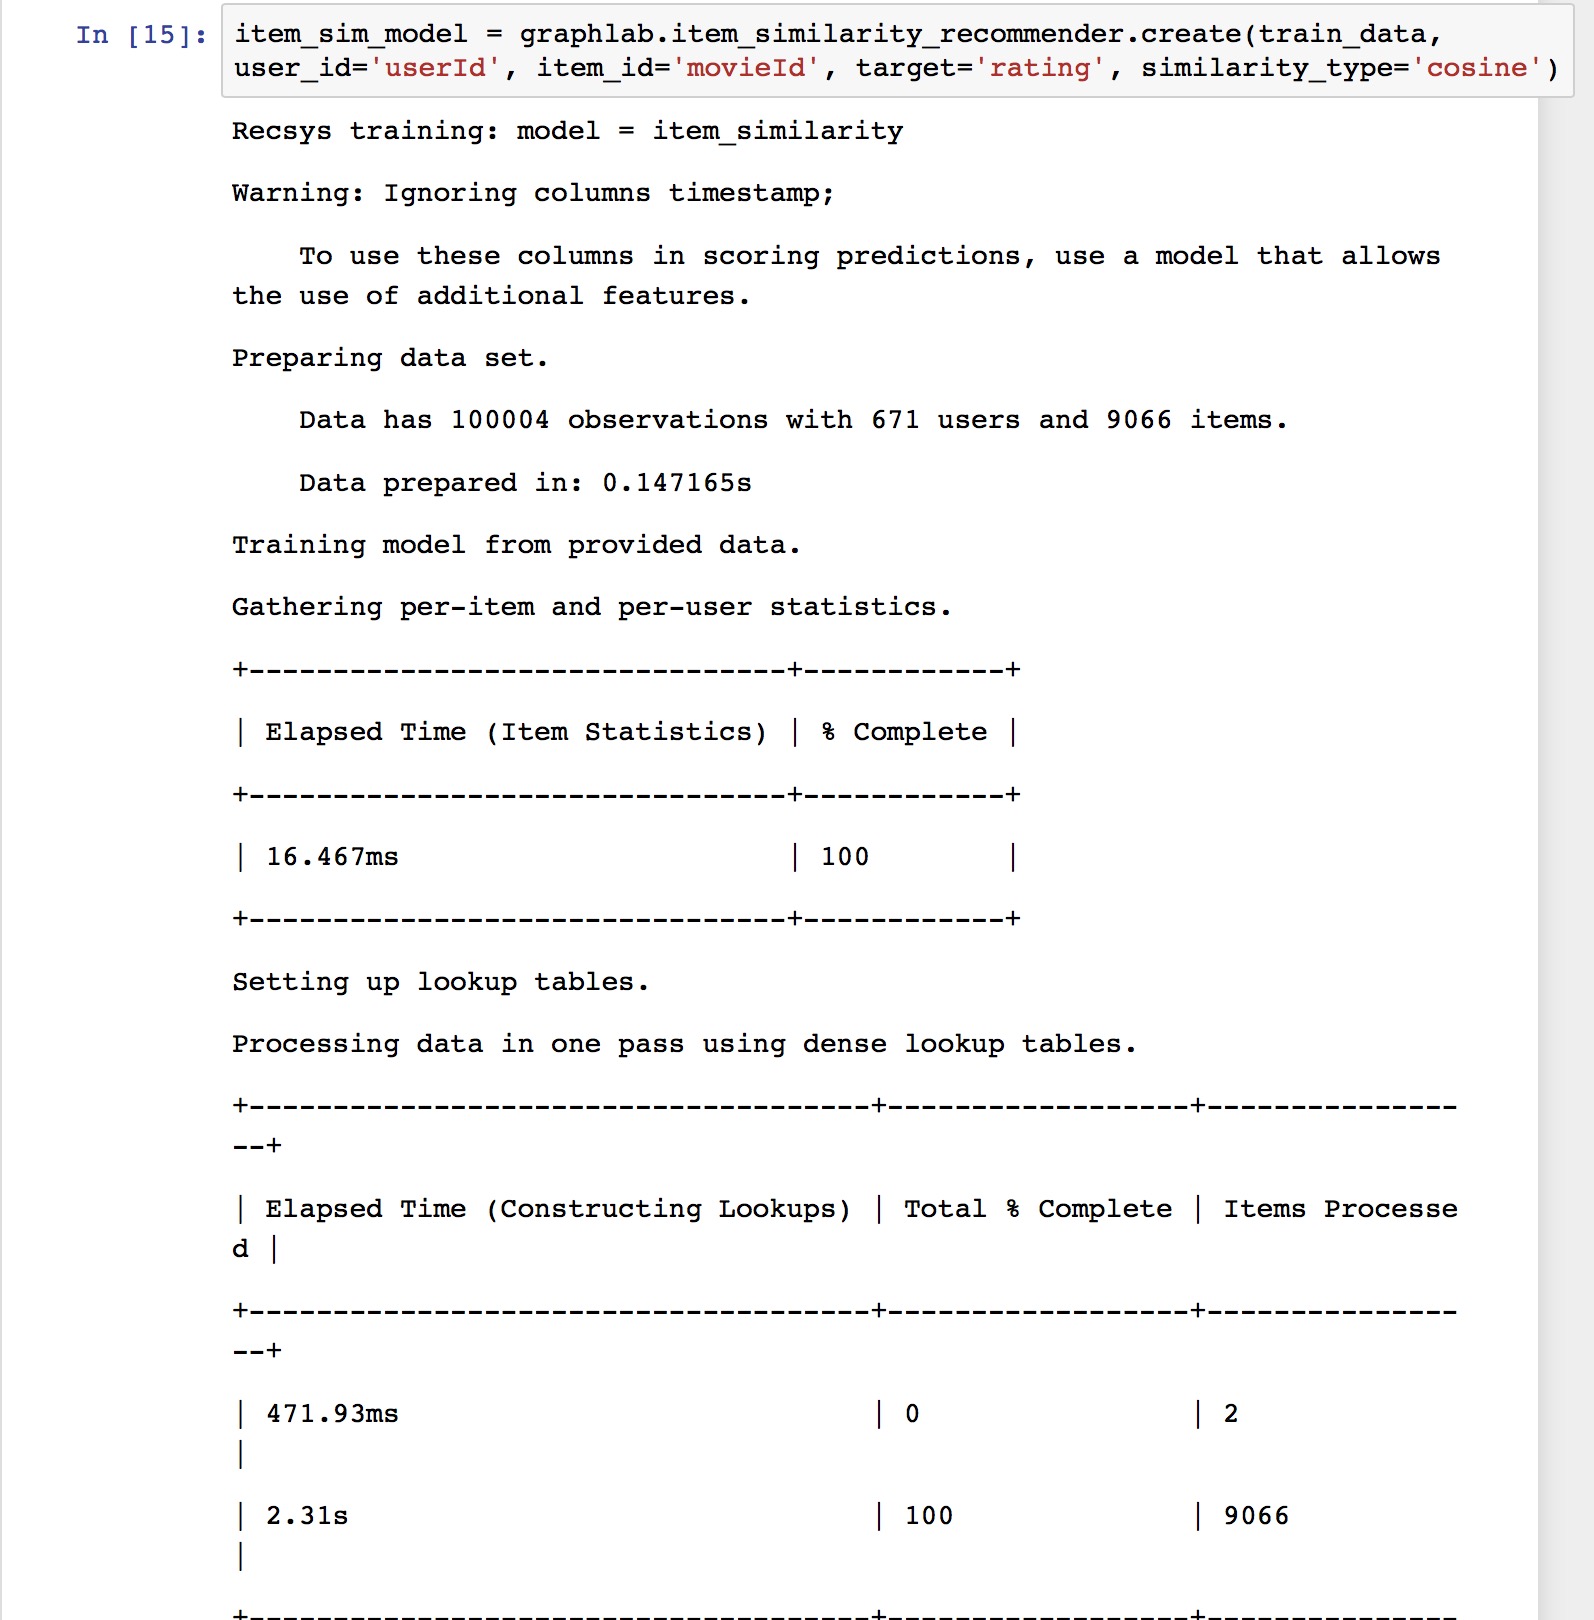 In [15]: item_sim_model = graphlab.item_similarity_recommender.create(train_data,
user_id='userId', item_id='movieId', target='rating', similarity_type='cosine')
Recsys training: model = item_similarity
Warning: Ignoring columns timestamp;
    To use these columns in scoring predictions, use a model that allows
the use of additional features.
Preparing data set.
    Data has 100004 observations with 671 users and 9066 items.
    Data prepared in: 0.147165s
Training model from provided data.
Gathering per-item and per-user statistics.
+--------------------------------+------------+
| Elapsed Time (Item Statistics) | % Complete |
+--------------------------------+------------+
| 16.467ms                       | 100        |
+--------------------------------+------------+
Setting up lookup tables.
Processing data in one pass using dense lookup tables.
+-------------------------------------+------------------+---------------
--+
| Elapsed Time (Constructing Lookups) | Total % Complete | Items Processe
d |
+-------------------------------------+------------------+---------------
--+
| 471.93ms                            | 0                | 2
|
| 2.31s                               | 100              | 9066
|
+-------------------------------------+------------------+---------------